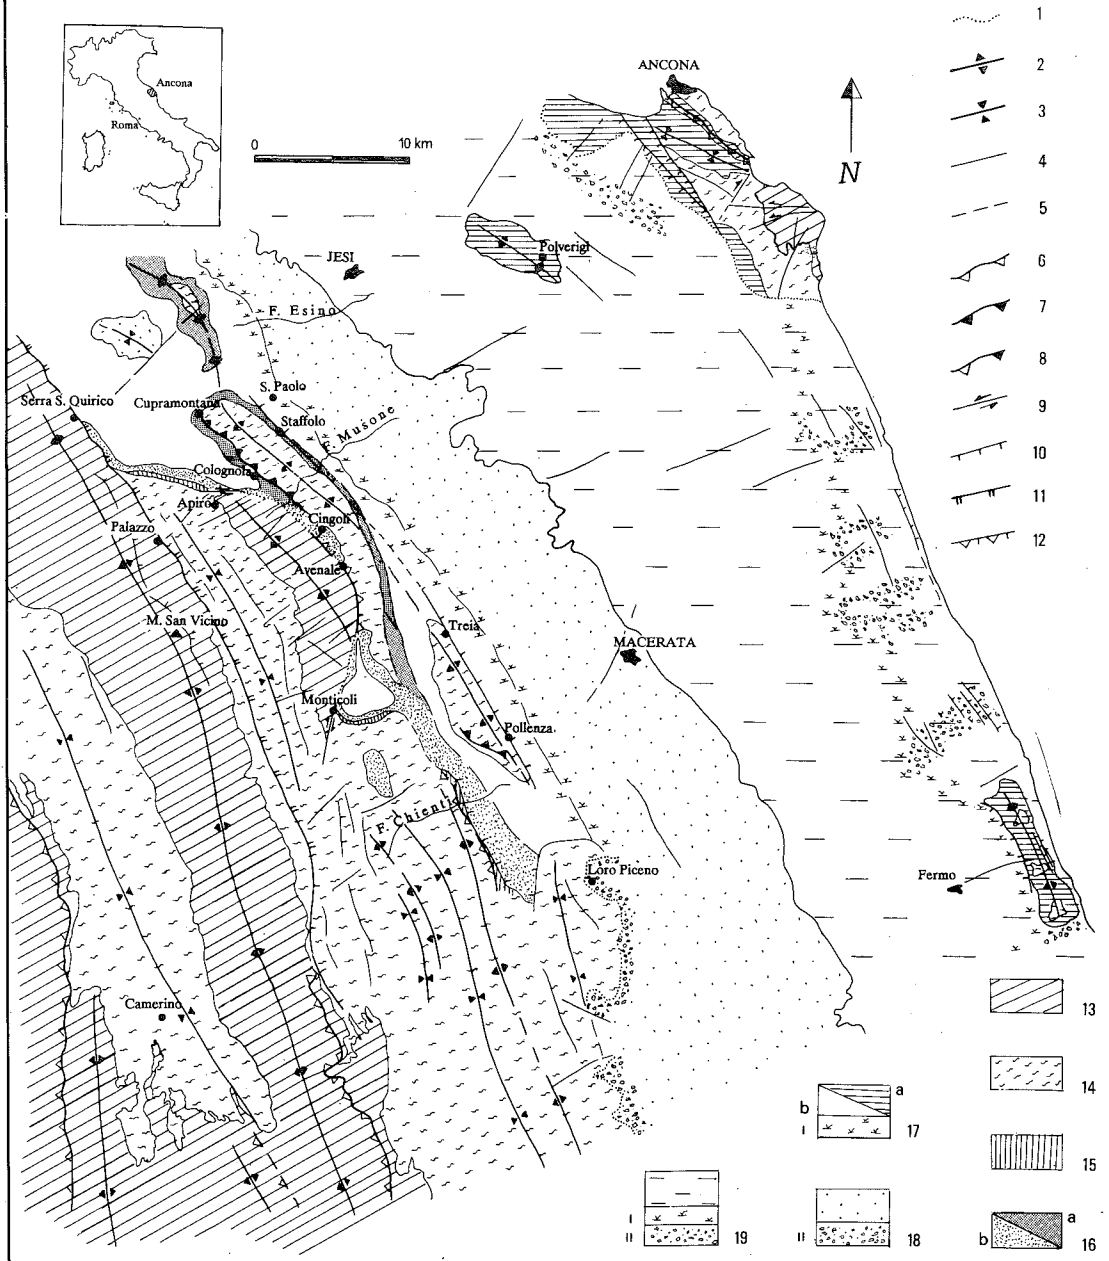 1
ANCONA
2
Ancona
3
Roma
0 10 km
4
N
5
Polverigi
JESI
6
F. Esino
7
8
S. Paolo
Serra S. Quirico
Cupramontana
9
Staffolo
F. Musone
10
Colognola
11
Apiro
Cingoli
Palazzo
12
Avenale
M. San Vicino
Treia
MACERATA
Monticoli
Pollenza
F. Chienti
Loro Piceno
Fermo
Camerino
13
14
a
b
I
17
15
I
II
19
II
18
a
b
16